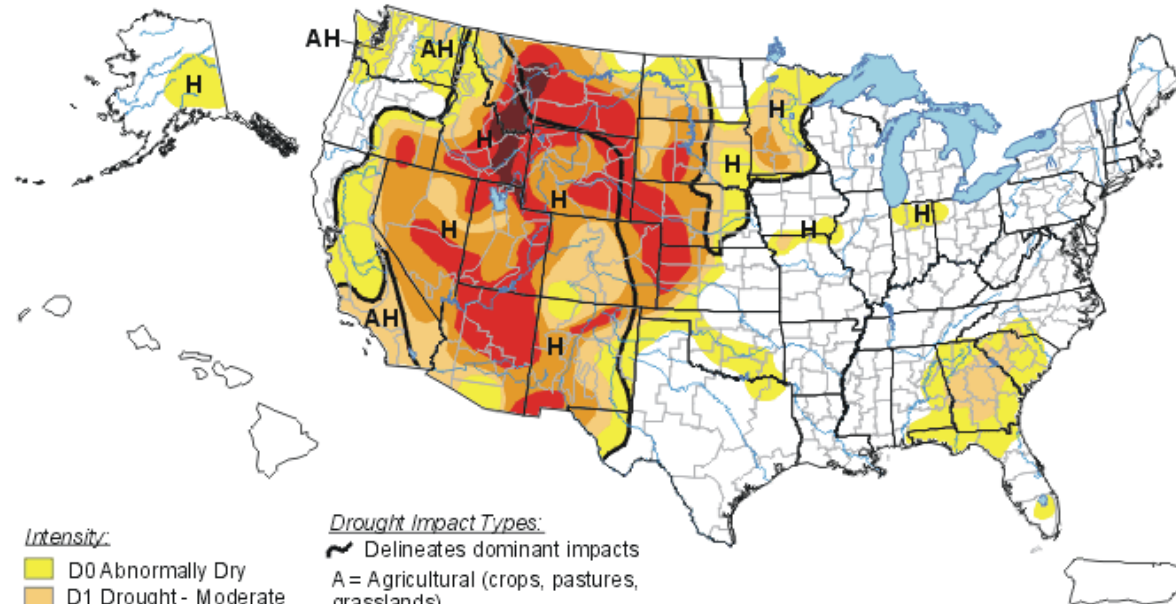 AH
AH
H
H
H
H
H
H
H
H
AH
H
Intensity:
D0 Abnormally Dry
D1 Drought - Moderate
Drought Impact Types:
Delineates dominant impacts
A = Agricultural (crops, pastures,
grasslands)